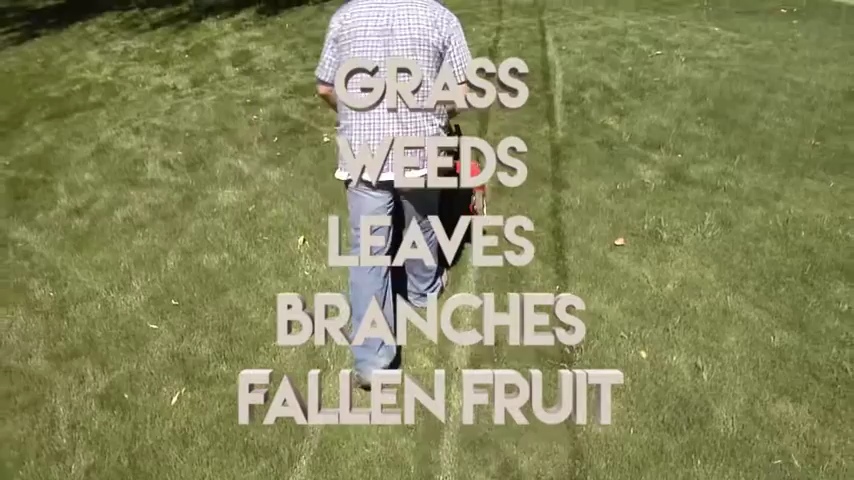 GRASS
WEEDS
LEAVES
BRANCHES
FALLEN FRUIT